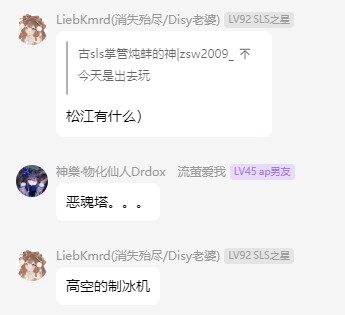 LiebKmrd(消失殆尽/Disy老婆) LV92 SLS之星
古sls掌管炖蚌的神|zsw2009_ 不
今天是出去玩
松江有什么）
神樂·物化仙人Drdox 流萤爱我 LV45 ap男友
恶魂塔。。。
LiebKmrd(消失殆尽/Disy老婆) LV92 SLS之星
高空的制冰机